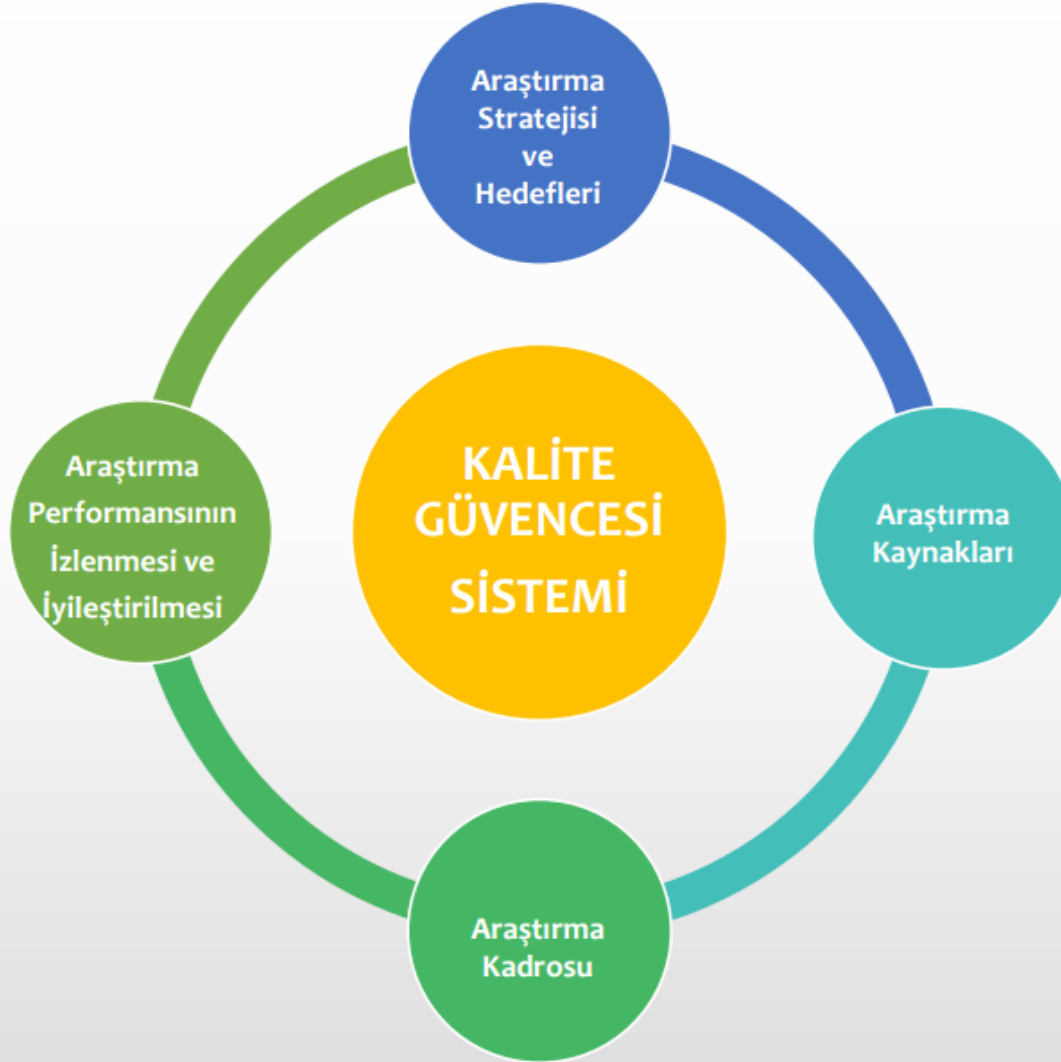 Araştırma
Stratejisi
ve
Hedefleri
KALİTE
GÜVENCESİ
SİSTEMİ
Araştırma
Performansının
İzlenmesi ve
İyileştirilmesi
Araştırma
Kaynakları
Araştırma
Kadrosu